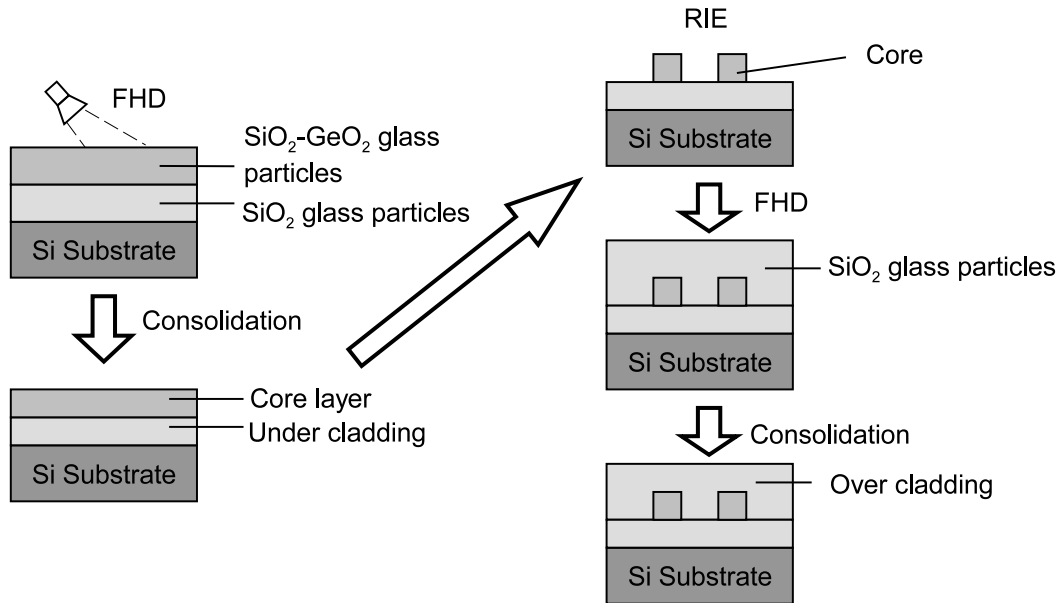 FHD
SiO₂-GeO₂ glass
particles
SiO₂ glass particles
Si Substrate
Consolidation
Core layer
Under cladding
Si Substrate
RIE
Core
Si Substrate
FHD
SiO₂ glass particles
Si Substrate
Consolidation
Over cladding
Si Substrate